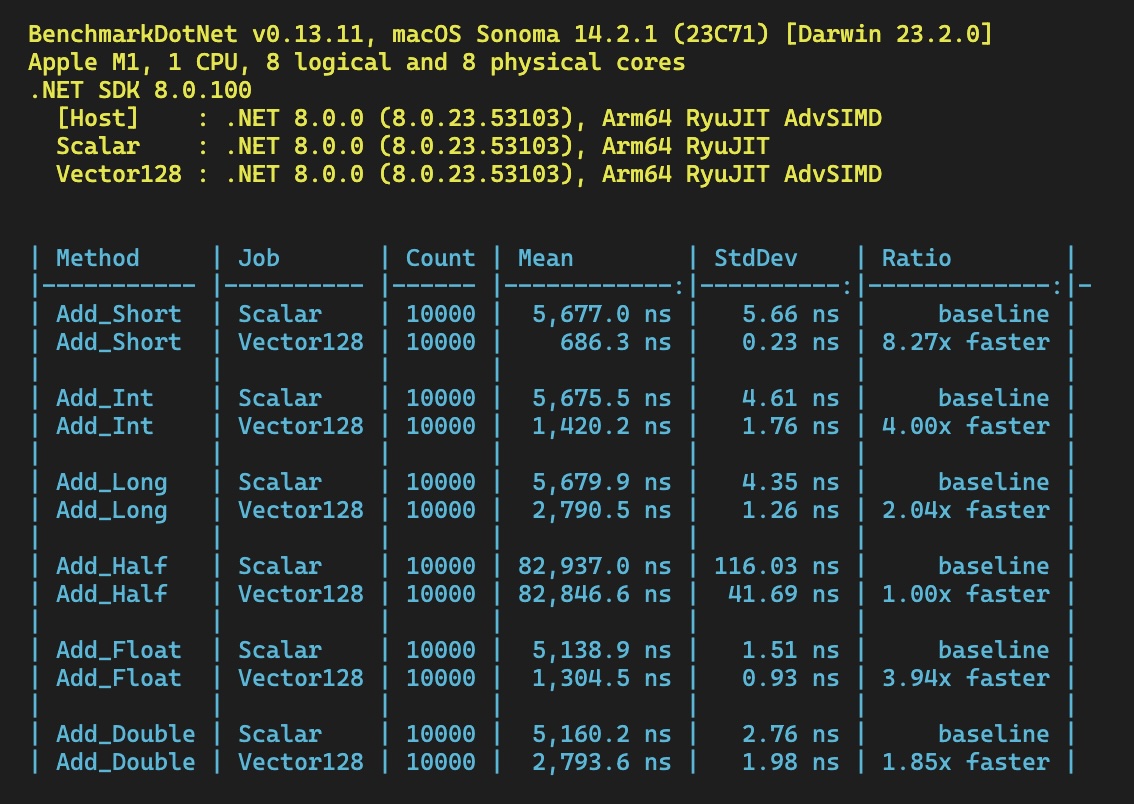 BenchmarkDotNet v0.13.11, macOS Sonoma 14.2.1 (23C71) [Darwin 23.2.0]
Apple M1, 1 CPU, 8 logical and 8 physical cores
.NET SDK 8.0.100
  [Host]    : .NET 8.0.0 (8.0.23.53103), Arm64 RyuJIT AdvSIMD
  Scalar    : .NET 8.0.0 (8.0.23.53103), Arm64 RyuJIT
  Vector128 : .NET 8.0.0 (8.0.23.53103), Arm64 RyuJIT AdvSIMD
| Method     | Job       | Count | Mean        | StdDev    | Ratio        |
|----------- |---------- |------ |------------:|----------:|-------------:|-
| Add_Short  | Scalar    | 10000 |  5,677.0 ns |   5.66 ns |     baseline |
| Add_Short  | Vector128 | 10000 |    686.3 ns |   0.23 ns | 8.27x faster |
|            |           |       |             |           |              |
| Add_Int    | Scalar    | 10000 |  5,675.5 ns |   4.61 ns |     baseline |
| Add_Int    | Vector128 | 10000 |  1,420.2 ns |   1.76 ns | 4.00x faster |
|            |           |       |             |           |              |
| Add_Long   | Scalar    | 10000 |  5,679.9 ns |   4.35 ns |     baseline |
| Add_Long   | Vector128 | 10000 |  2,790.5 ns |   1.26 ns | 2.04x faster |
|            |           |       |             |           |              |
| Add_Half   | Scalar    | 10000 | 82,937.0 ns | 116.03 ns |     baseline |
| Add_Half   | Vector128 | 10000 | 82,846.6 ns |  41.69 ns | 1.00x faster |
|            |           |       |             |           |              |
| Add_Float  | Scalar    | 10000 |  5,138.9 ns |   1.51 ns |     baseline |
| Add_Float  | Vector128 | 10000 |  1,304.5 ns |   0.93 ns | 3.94x faster |
|            |           |       |             |           |              |
| Add_Double | Scalar    | 10000 |  5,160.2 ns |   2.76 ns |     baseline |
| Add_Double | Vector128 | 10000 |  2,793.6 ns |   1.98 ns | 1.85x faster |